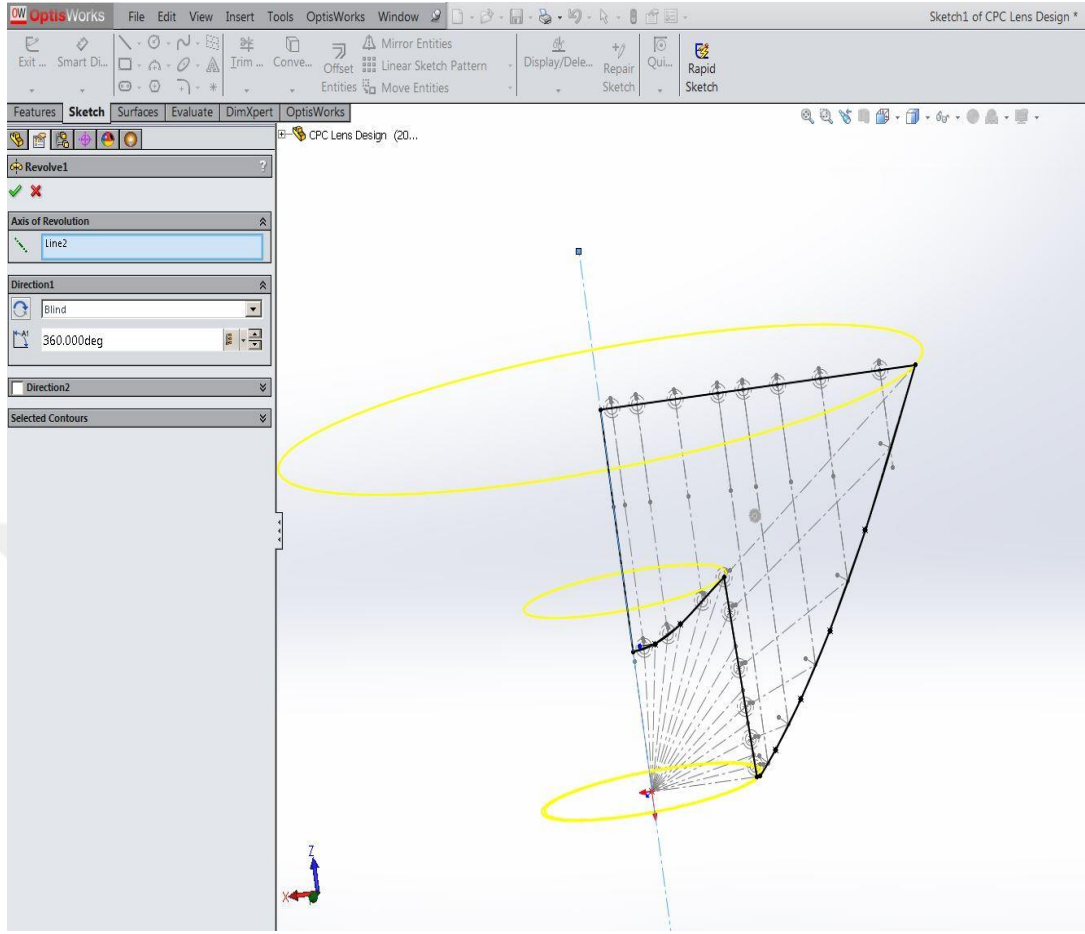 OW OptisWorks File Edit View Insert Tools OptisWorks Window Sketch1 of CPC Lens Design *
Exit ... Smart Di... Trim ... Conve... Offset Entities Mirror Entities Display/Dele... Repair Sketch Qui... Rapid Sketch
Linear Sketch Pattern
Move Entities
Features Sketch Surfaces Evaluate DimXpert OptisWorks
CPC Lens Design (20...
Revolve1 ?
Axis of Revolution
Line2
Direction1
Blind
A1
360.000deg
Direction2
Selected Contours
Z
X